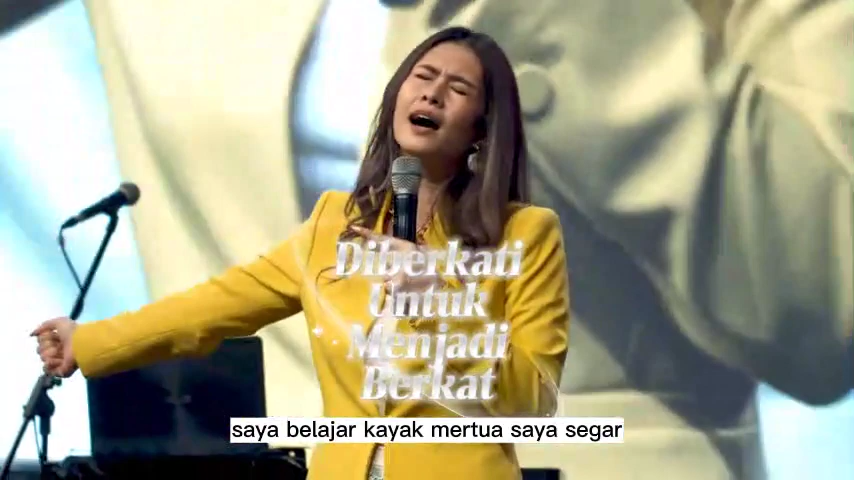 Diberkati
Untuk
Menjadi
Berkat
saya belajar kayak mertua saya segar